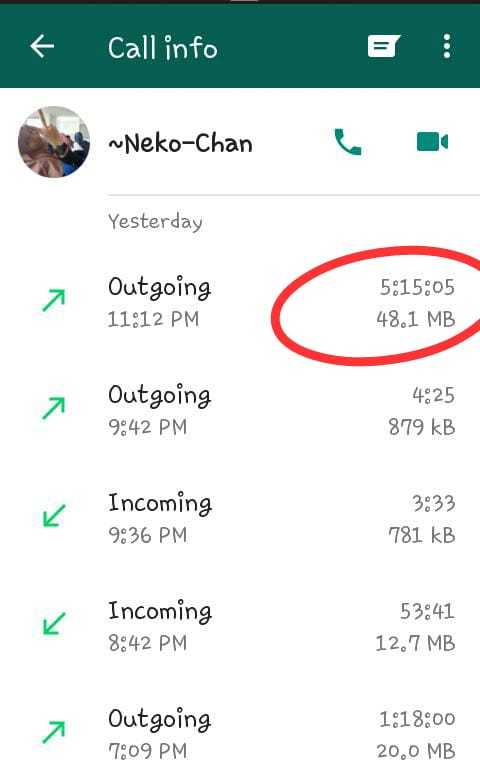 Call info
~Neko-Chan
Yesterday
Outgoing 5:15:05
11:12 PM 48.1 MB
Outgoing 4:25
9:42 PM 879 kB
Incoming 3:33
9:36 PM 781 kB
Incoming 53:41
8:42 PM 12.7 MB
Outgoing 1:18:00
7:09 PM 20.0 MB